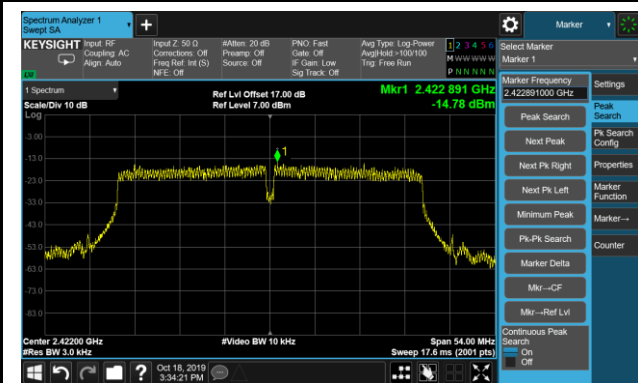 Spectrum Analyzer 1
Swept SA
+
Marker
KEYSIGHT
Input: RF
Coupling: AC
Align: Auto
Input Z: 50 Ω
Corrections: Off
Freq Ref: Int (S)
NFE: Off
#Atten: 20 dB
Preamp: Off
Source: Off
PNO: Fast
Gate: Off
IF Gain: Low
Sig Track: Off
Avg Type: Log-Power
Avg|Hold:>100/100
Trig: Free Run
1 2 3 4 5 6
M W W W W W
P N N N N N
Select Marker
Marker 1
LXI
1 Spectrum
Scale/Div 10 dB
Log
Ref Lvl Offset 17.00 dB
Ref Level 7.00 dBm
Mkr1 2.422 891 GHz
-14.78 dBm
1
-3.00
-13.0
-23.0
-33.0
-43.0
-53.0
-63.0
-73.0
-83.0
Center 2.42200 GHz
#Res BW 3.0 kHz
#Video BW 10 kHz
Span 54.00 MHz
Sweep 17.6 ms (2001 pts)
Marker Frequency
2.422891000 GHz
Peak Search
Next Peak
Next Pk Right
Next Pk Left
Minimum Peak
Pk-Pk Search
Marker Delta
Mkr→CF
Mkr→Ref Lvl
Continuous Peak
Search
On
Off
Settings
Peak
Search
Pk Search
Config
Properties
Marker
Function
Marker→
Counter
?
Oct 18, 2019
3:34:21 PM